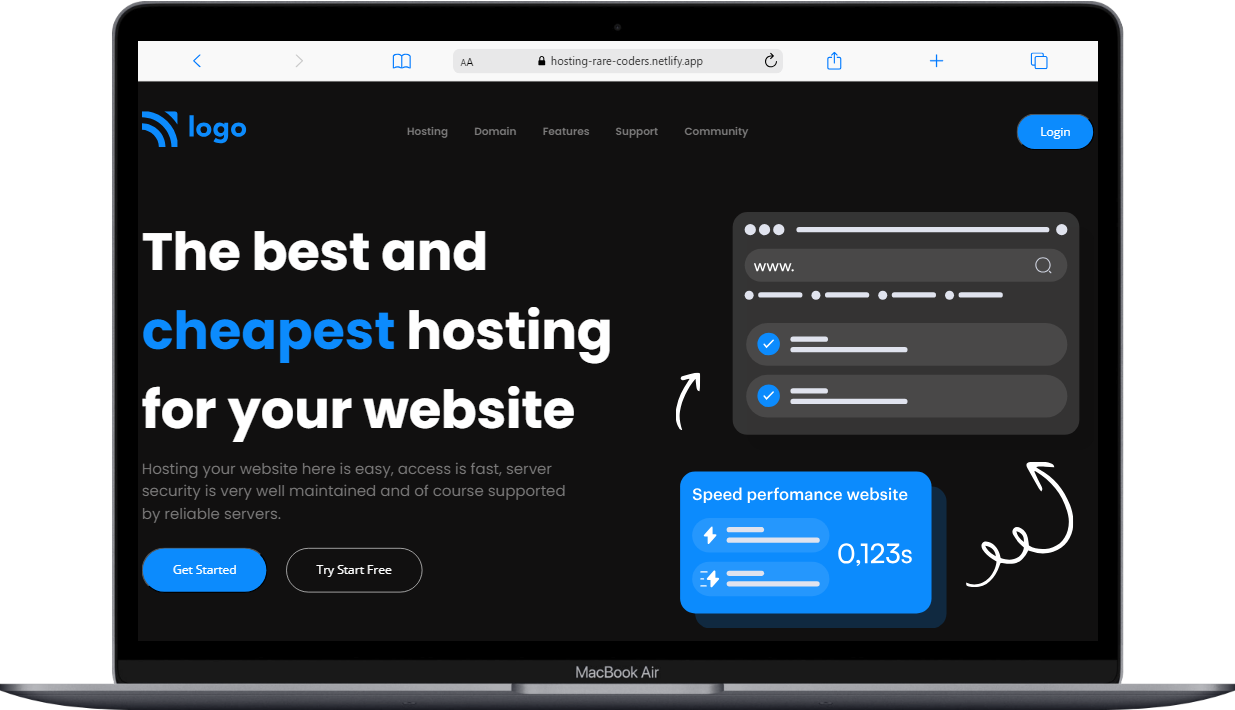 AA
hosting-rare-coders.netlify.app
logo
Hosting Domain Features Support Community
Login
The best and
cheapest hosting
for your website
Hosting your website here is easy, access is fast, server
security is very well maintained and of course supported
by reliable servers.
Get Started
Try Start Free
www.
Speed perfomance website
0,123s
MacBook Air